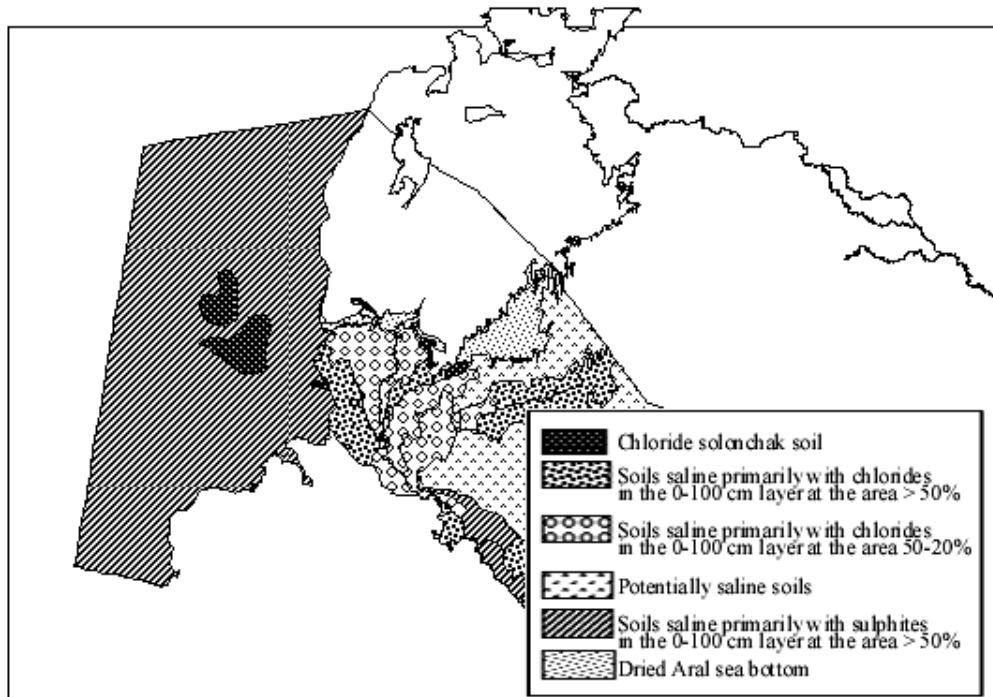 Chloride solonchak soil
Soils saline primarily with chlorides
in the 0-100 cm layer at the area > 50%
Soils saline primarily with chlorides
in the 0-100 cm layer at the area 50-20%
Potentially saline soils
Soils saline primarily with sulphites
in the 0-100 cm layer at the area > 50%
Dried Aral sea bottom